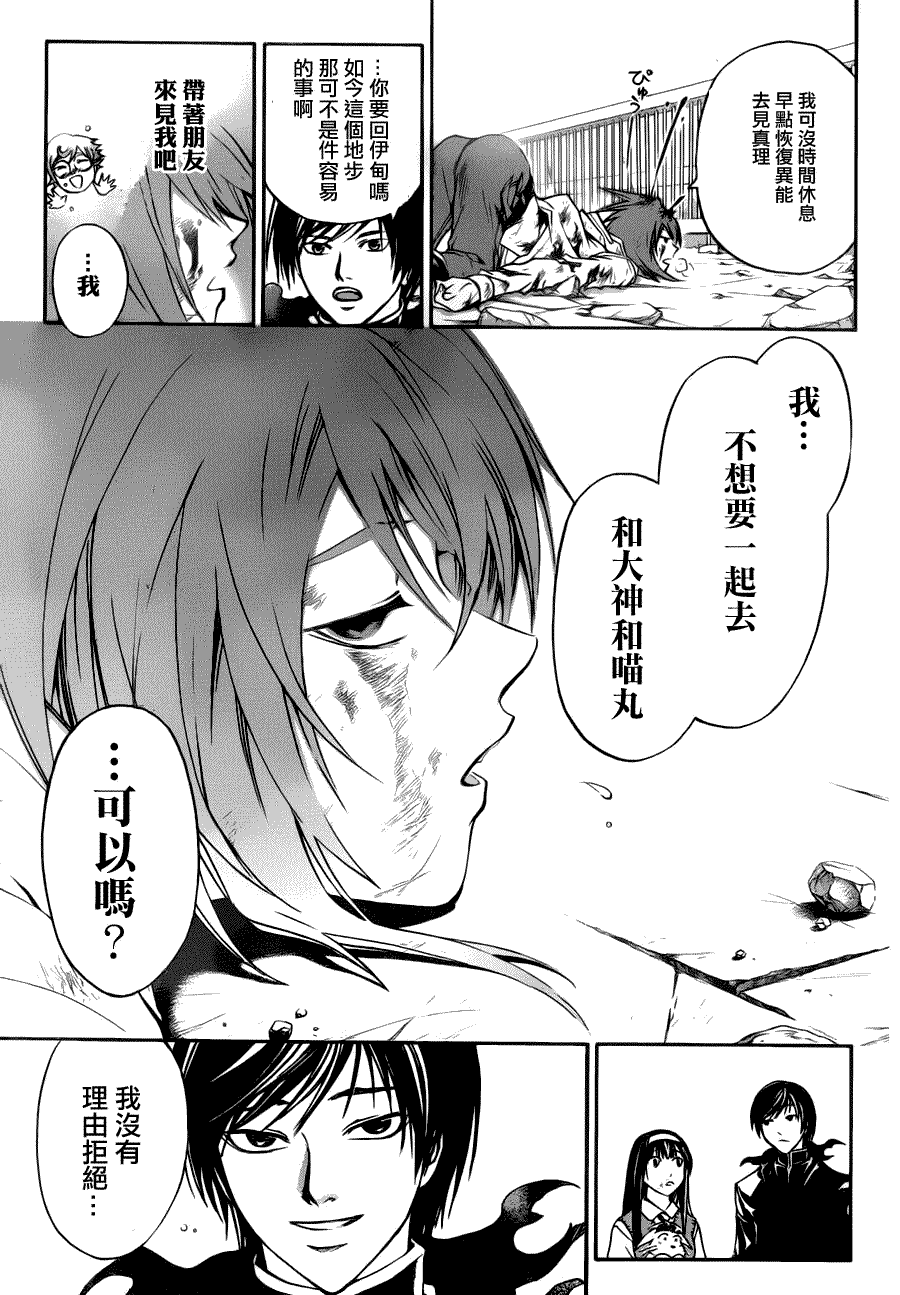 我可沒時間休息
早點恢復異能
去見真理
ぴゅう
…你要回伊甸嗎
如今這個地步
那可不是件容易
的事啊
帶著朋友
來見我吧
…我
我…
不想要一起去
和大神和喵丸
…可以嗎？
我沒有
理由拒絕…